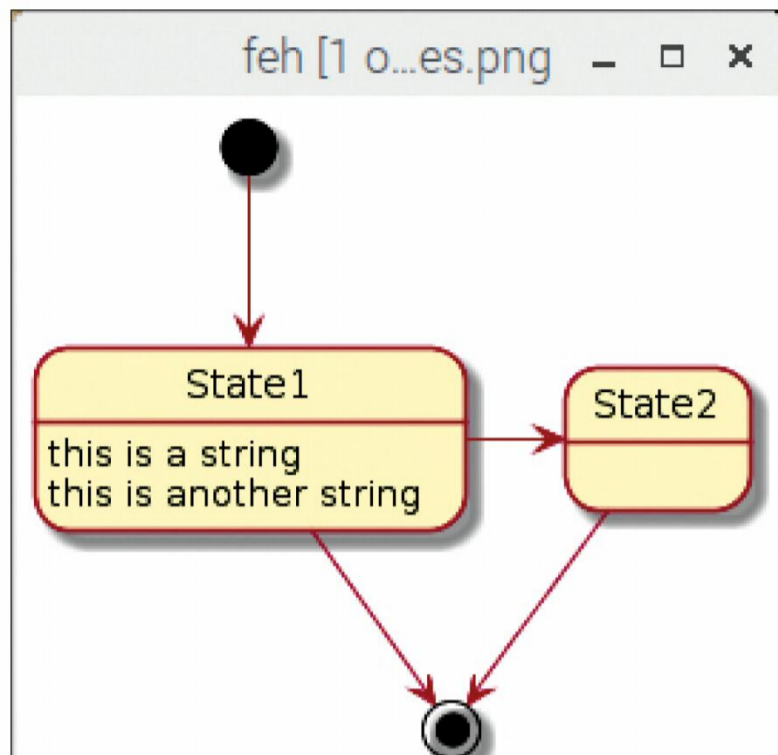 feh [1 o...es.png
State1
this is a string
this is another string
State2